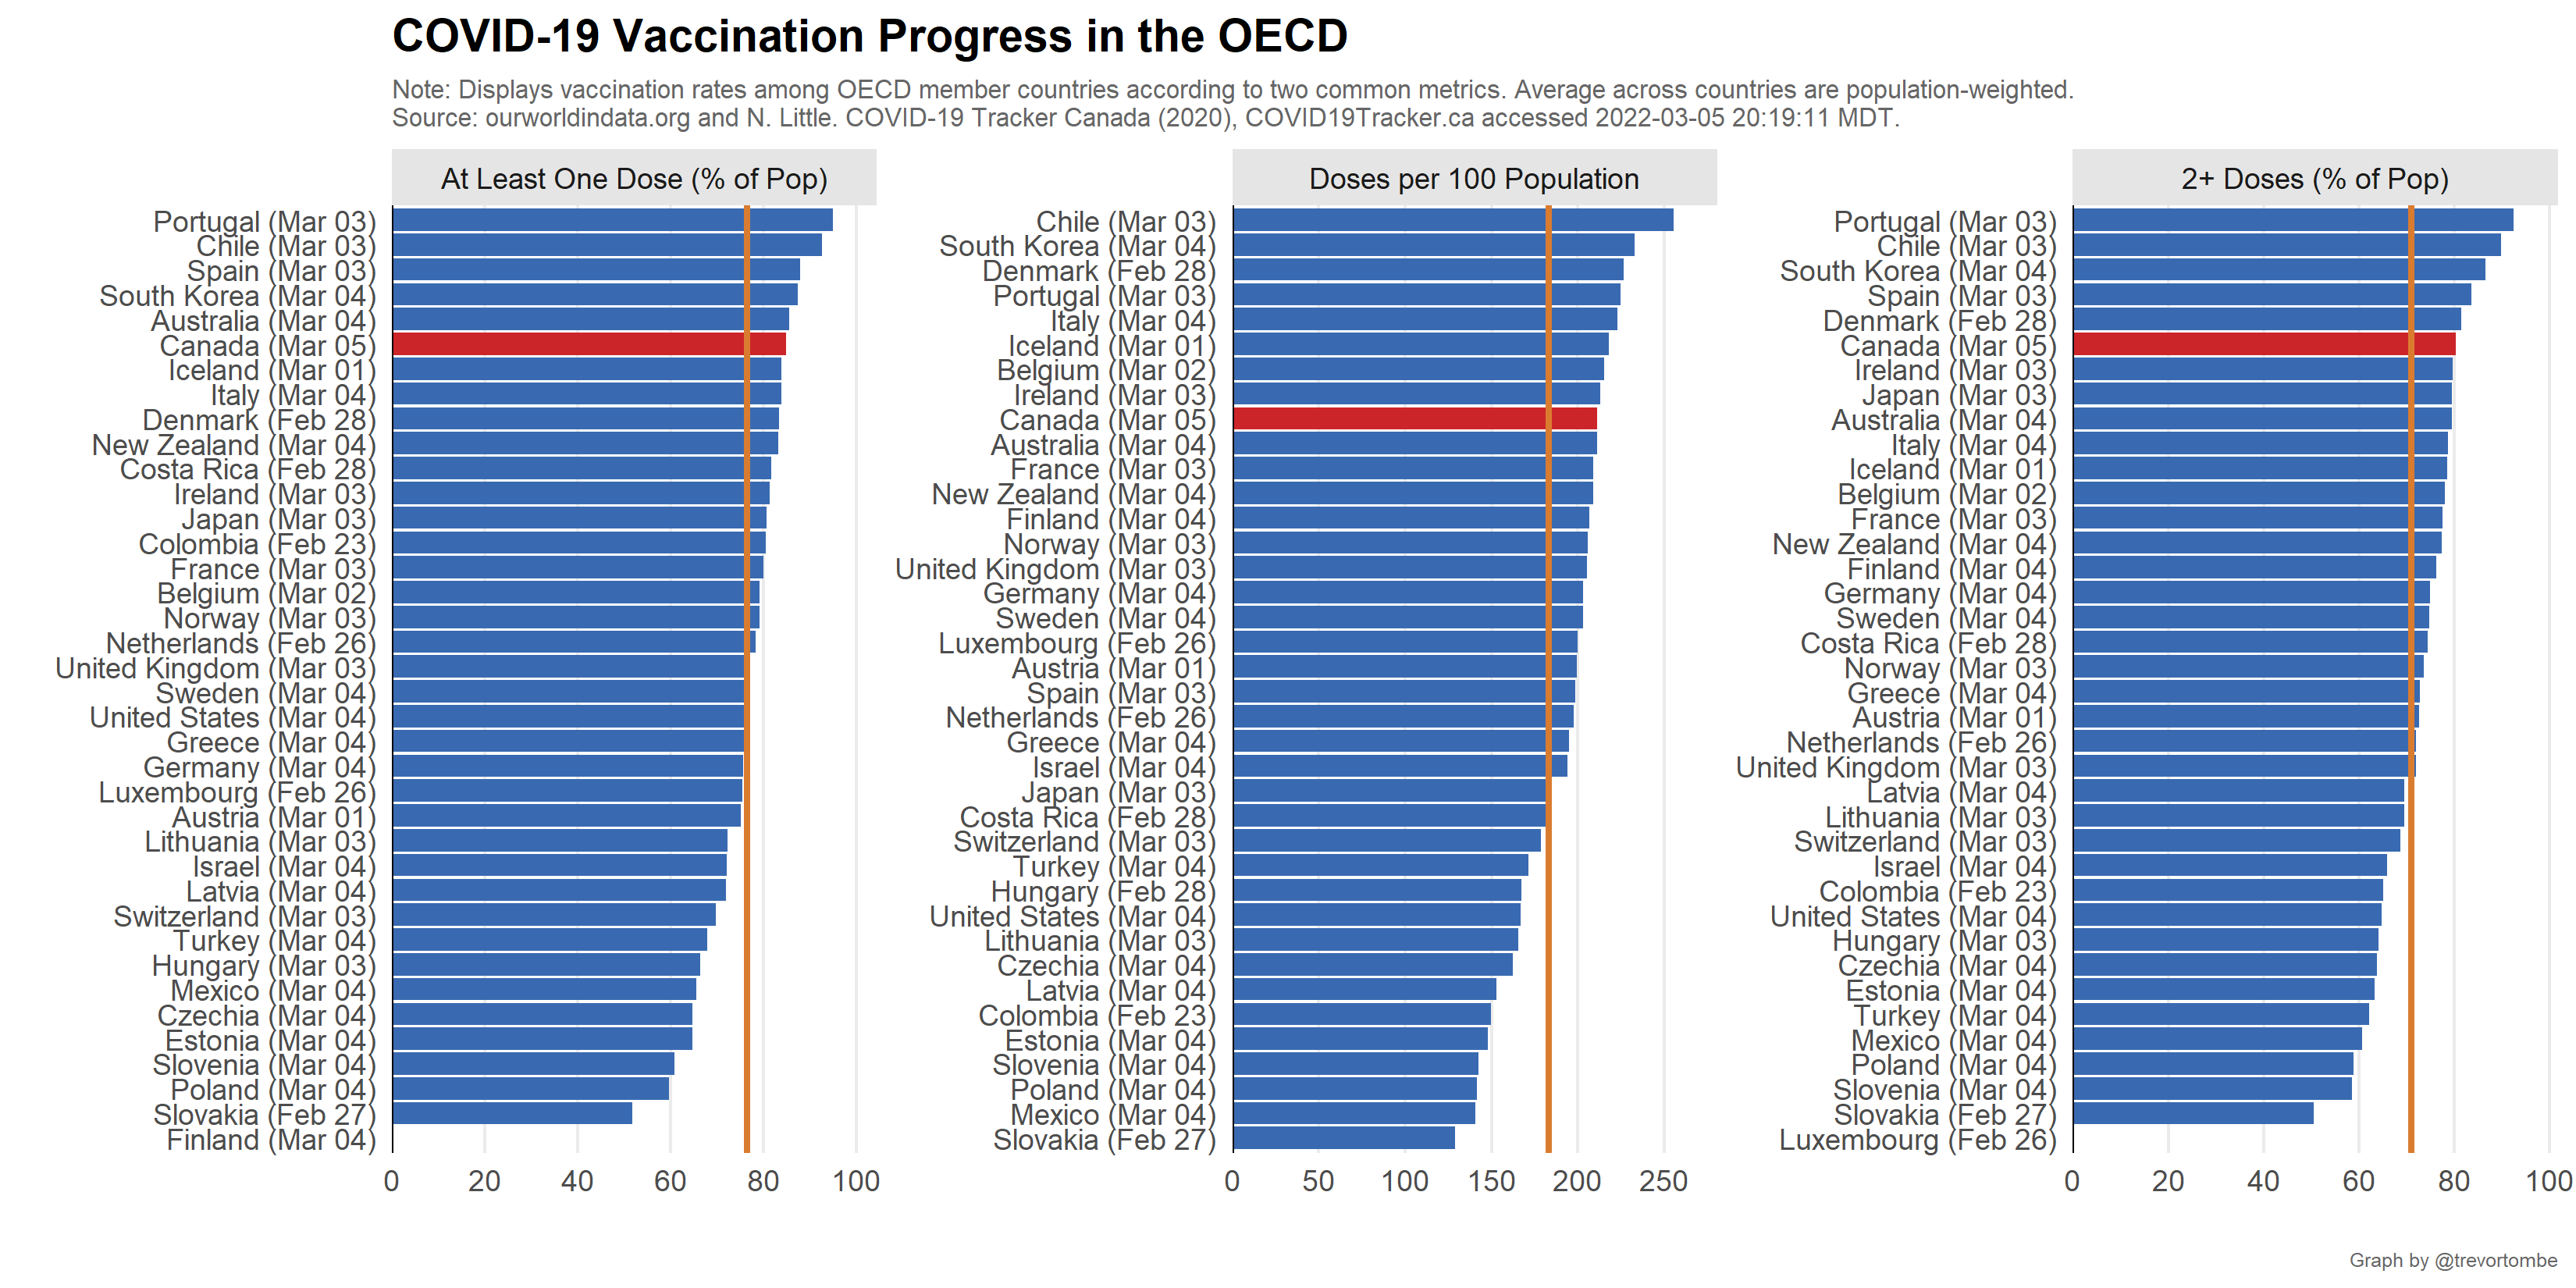 COVID-19 Vaccination Progress in the OECD
Note: Displays vaccination rates among OECD member countries according to two common metrics. Average across countries are population-weighted.
Source: ourworldindata.org and N. Little. COVID-19 Tracker Canada (2020), COVID19Tracker.ca accessed 2022-03-05 20:19:11 MDT.
At Least One Dose (% of Pop)
Portugal (Mar 03)
Chile (Mar 03)
Spain (Mar 03)
South Korea (Mar 04)
Australia (Mar 04)
Canada (Mar 05)
Iceland (Mar 01)
Italy (Mar 04)
Denmark (Feb 28)
New Zealand (Mar 04)
Costa Rica (Feb 28)
Ireland (Mar 03)
Japan (Mar 03)
Colombia (Feb 23)
France (Mar 03)
Belgium (Mar 02)
Norway (Mar 03)
Netherlands (Feb 26)
United Kingdom (Mar 03)
Sweden (Mar 04)
United States (Mar 04)
Greece (Mar 04)
Germany (Mar 04)
Luxembourg (Feb 26)
Austria (Mar 01)
Lithuania (Mar 03)
Israel (Mar 04)
Latvia (Mar 04)
Switzerland (Mar 03)
Turkey (Mar 04)
Hungary (Mar 03)
Mexico (Mar 04)
Czechia (Mar 04)
Estonia (Mar 04)
Slovenia (Mar 04)
Poland (Mar 04)
Slovakia (Feb 27)
Finland (Mar 04)
0 20 40 60 80 100
Doses per 100 Population
Chile (Mar 03)
South Korea (Mar 04)
Denmark (Feb 28)
Portugal (Mar 03)
Italy (Mar 04)
Iceland (Mar 01)
Belgium (Mar 02)
Ireland (Mar 03)
Canada (Mar 05)
Australia (Mar 04)
France (Mar 03)
New Zealand (Mar 04)
Finland (Mar 04)
Norway (Mar 03)
United Kingdom (Mar 03)
Germany (Mar 04)
Sweden (Mar 04)
Luxembourg (Feb 26)
Austria (Mar 01)
Spain (Mar 03)
Netherlands (Feb 26)
Greece (Mar 04)
Israel (Mar 04)
Japan (Mar 03)
Costa Rica (Feb 28)
Switzerland (Mar 03)
Turkey (Mar 04)
Hungary (Feb 28)
United States (Mar 04)
Lithuania (Mar 03)
Czechia (Mar 04)
Latvia (Mar 04)
Colombia (Feb 23)
Estonia (Mar 04)
Slovenia (Mar 04)
Poland (Mar 04)
Mexico (Mar 04)
Slovakia (Feb 27)
0 50 100 150 200 250
2+ Doses (% of Pop)
Portugal (Mar 03)
Chile (Mar 03)
South Korea (Mar 04)
Spain (Mar 03)
Denmark (Feb 28)
Canada (Mar 05)
Ireland (Mar 03)
Japan (Mar 03)
Australia (Mar 04)
Italy (Mar 04)
Iceland (Mar 01)
Belgium (Mar 02)
France (Mar 03)
New Zealand (Mar 04)
Finland (Mar 04)
Germany (Mar 04)
Sweden (Mar 04)
Costa Rica (Feb 28)
Norway (Mar 03)
Greece (Mar 04)
Austria (Mar 01)
Netherlands (Feb 26)
United Kingdom (Mar 03)
Latvia (Mar 04)
Lithuania (Mar 03)
Switzerland (Mar 03)
Israel (Mar 04)
Colombia (Feb 23)
United States (Mar 04)
Hungary (Mar 03)
Czechia (Mar 04)
Estonia (Mar 04)
Turkey (Mar 04)
Mexico (Mar 04)
Poland (Mar 04)
Slovenia (Mar 04)
Slovakia (Feb 27)
Luxembourg (Feb 26)
0 20 40 60 80 100
Graph by @trevortombe